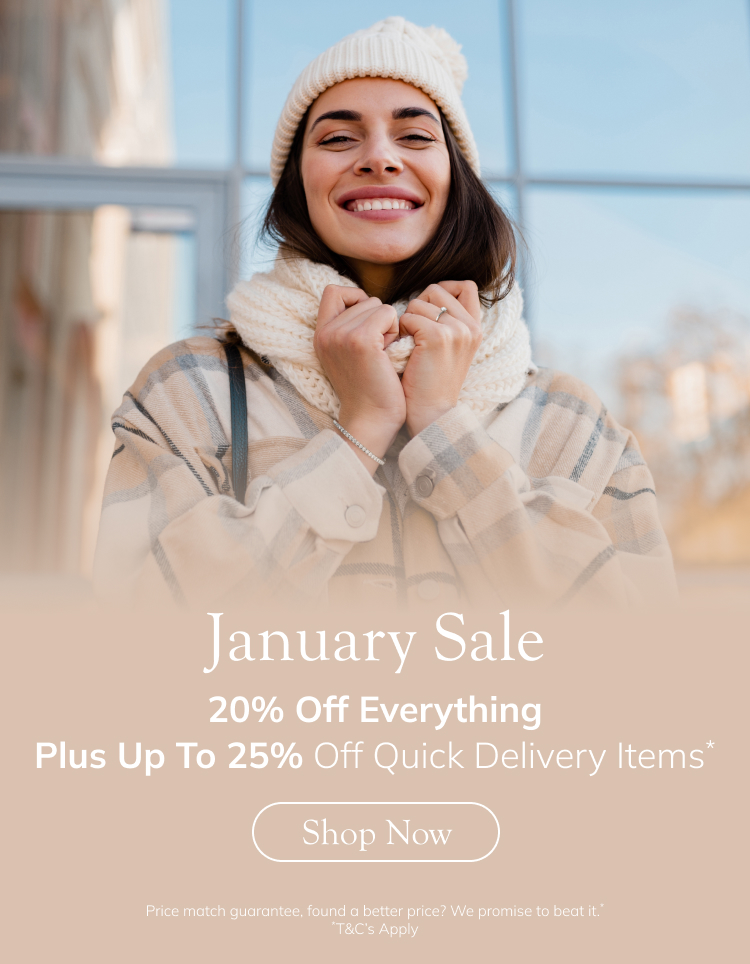 January Sale
20% Off Everything
Plus Up To 25% Off Quick Delivery Items*
Shop Now
Price match guarantee, found a better price? We promise to beat it.*
*T&C's Apply